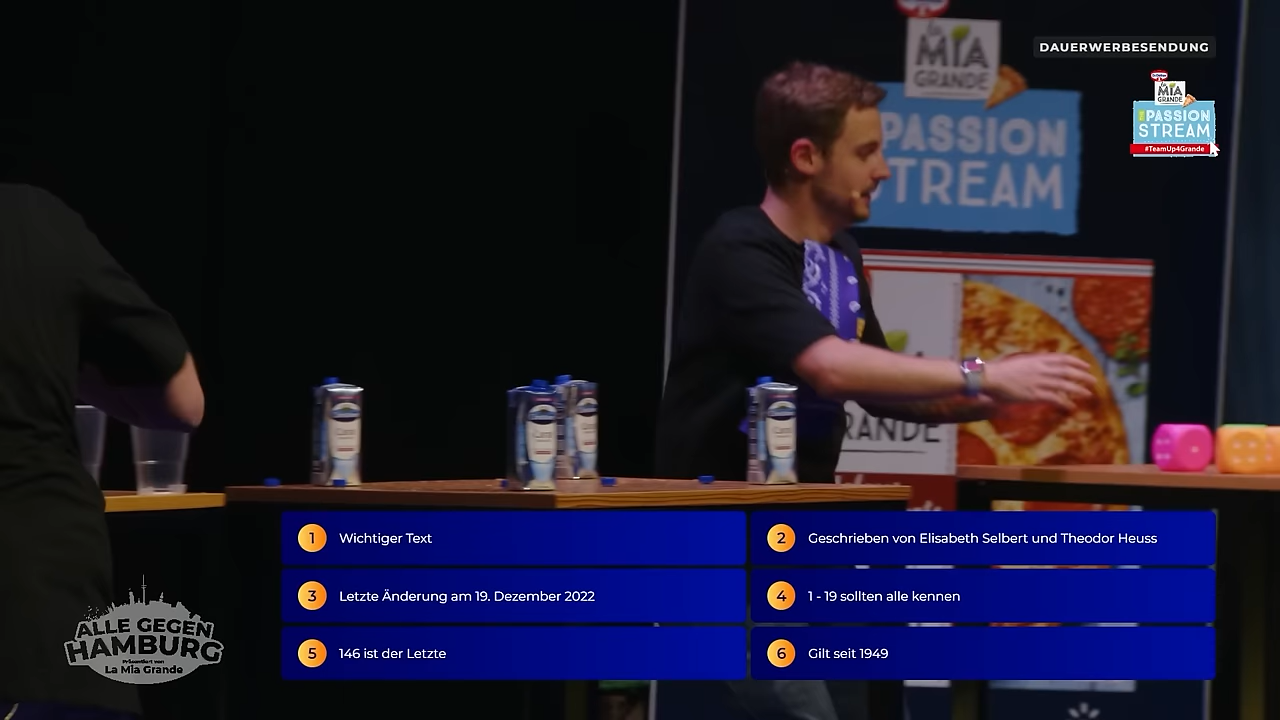 DAUERWERBESENDUNG
MIA
GRANDE
PASSION
STREAM
MIA
GRANDE
PASSION
STREAM
#TeamUp4Grande
RANDE
1 Wichtiger Text
2 Geschrieben von Elisabeth Selbert und Theodor Heuss
3 Letzte Änderung am 19. Dezember 2022
4 1 - 19 sollten alle kennen
5 146 ist der Letzte
6 Gilt seit 1949
ALLE GEGEN
HAMBURG
Präsentiert von
La Mia Grande